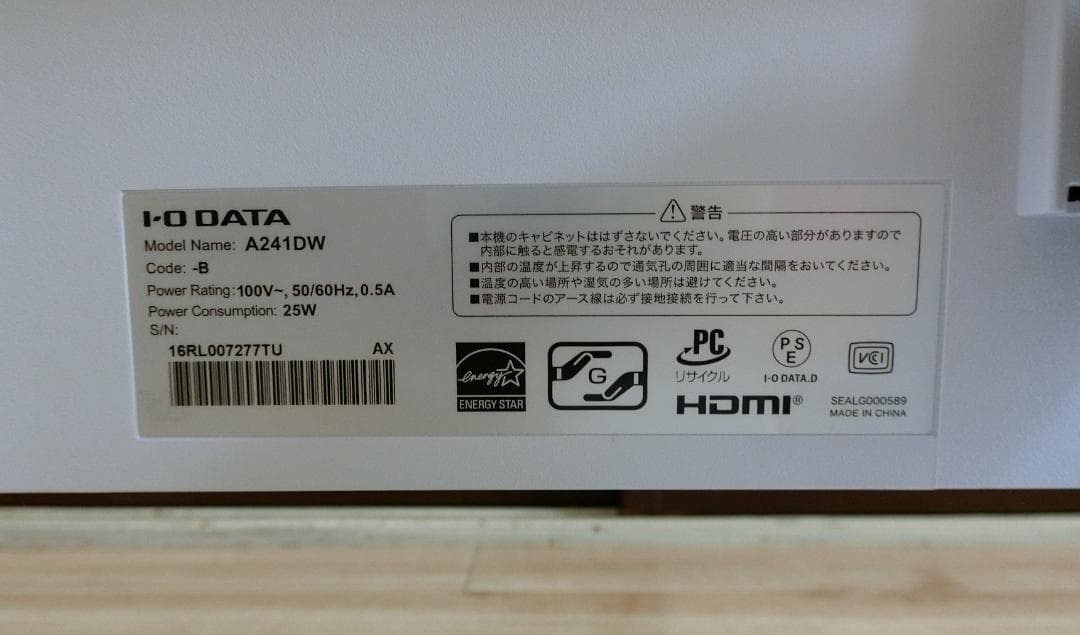 I-O DATA
Model Name: A241DW
Code: -B
Power Rating: 100V~, 50/60Hz, 0.5A
Power Consumption: 25W
S/N:
16RL007277TU AX
警告
■本機のキャビネットははずさないでください。電圧の高い部分がありますので
内部に触ると感電するおそれがあります。
■内部の温度が上昇するので通気孔の周囲に適当な間隔をおいてください。
■温度の高い場所や湿気の多い場所は避けてください。
■電源コードのアース線は必ず接地接続を行って下さい。
energy
ENERGY STAR
G
PC
リサイクル
PSE
I-O DATA.D
VCI
HDMI®
SEALG000589
MADE IN CHINA